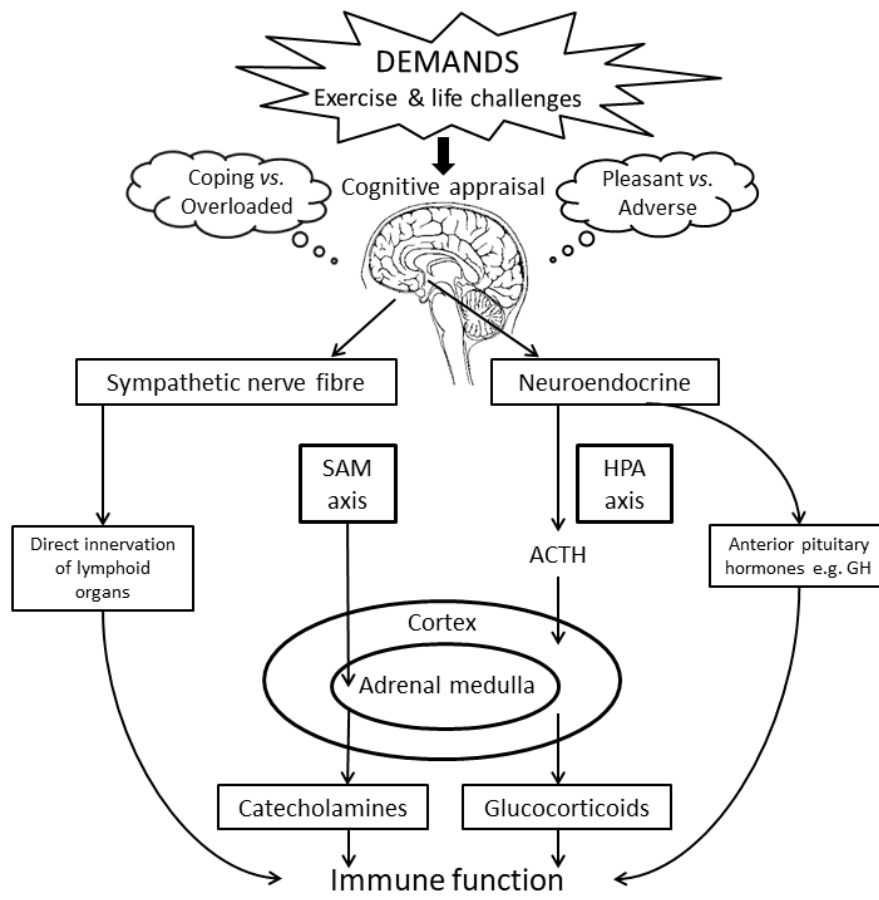 DEMANDS
Exercise & life challenges
Coping vs.
Overloaded
Cognitive appraisal
Pleasant vs.
Adverse
Sympathetic nerve fibre
Neuroendocrine
SAM
axis
HPA
axis
Direct innervation
of lymphoid
organs
ACTH
Anterior pituitary
hormones e.g. GH
Cortex
Adrenal medulla
Catecholamines
Glucocorticoids
Immune function